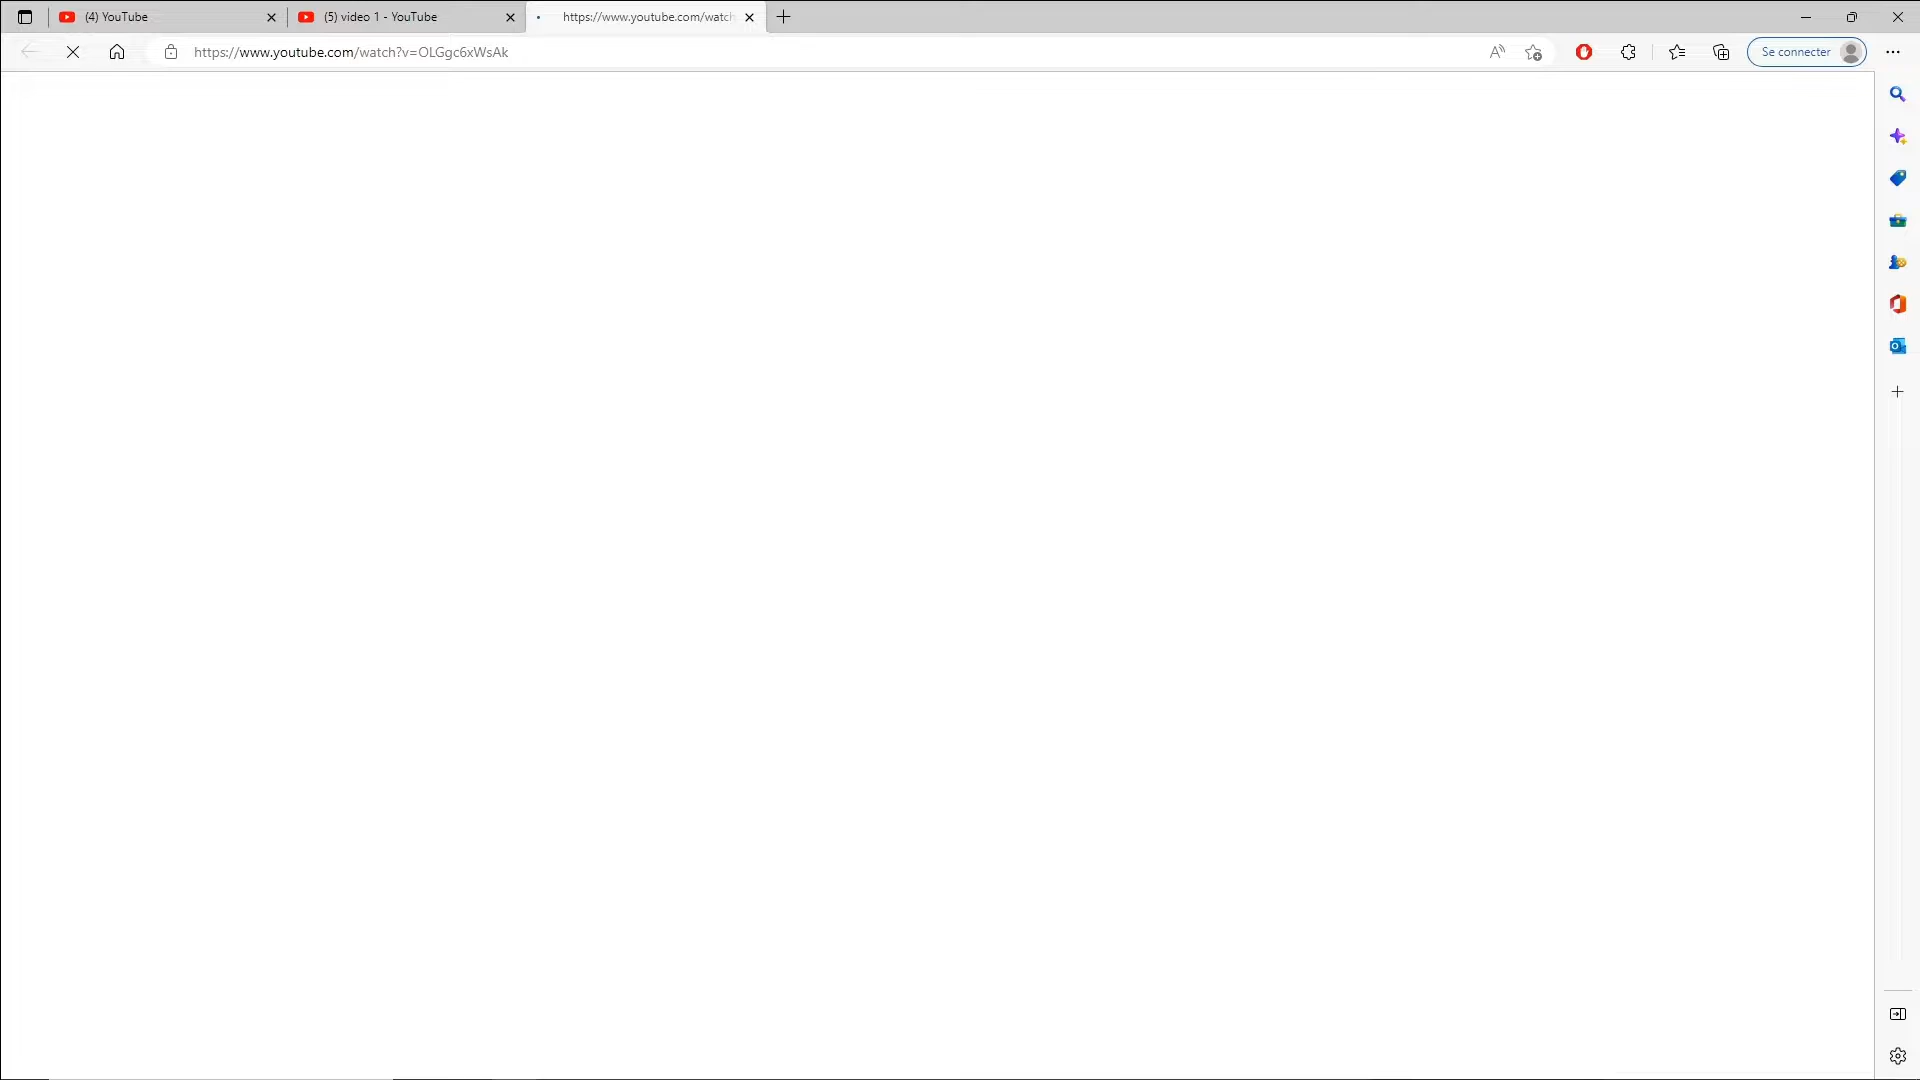 (4) YouTube
(5) video 1 - YouTube
https://www.youtube.com/watch
https://www.youtube.com/watch?v=OLGgc6xWsAk
Se connecter